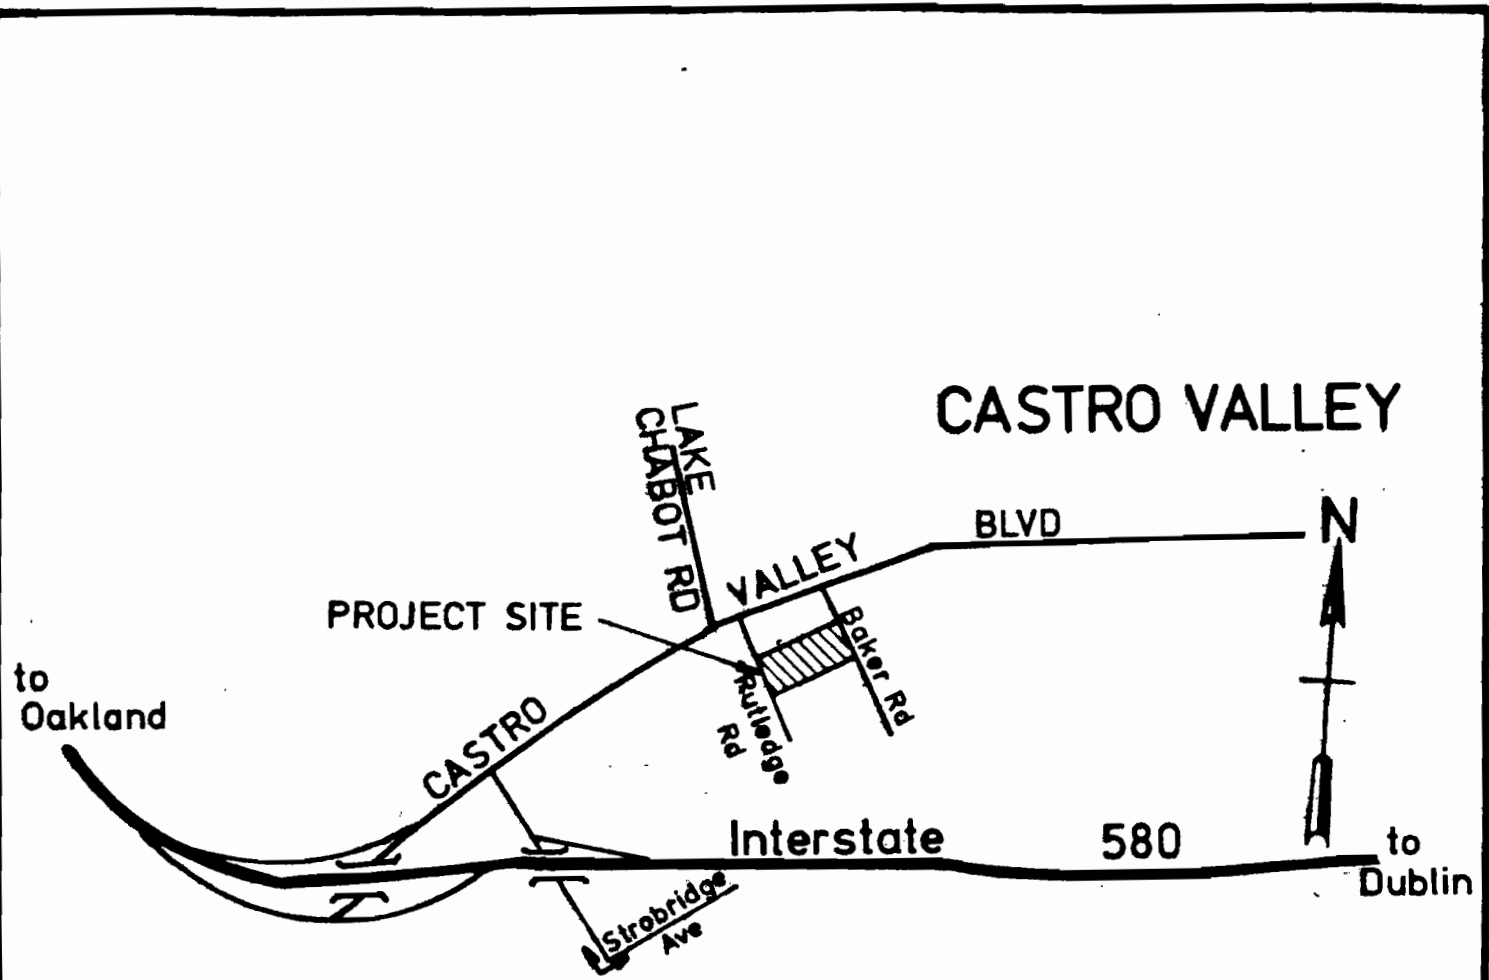 CASTRO VALLEY
LAKE
CHABOT RD
N
BLVD
VALLEY
PROJECT SITE
Baker Rd
to
Oakland
Rutledge
Rd
CASTRO
Interstate 580
to
Dublin
Strobridge
Ave